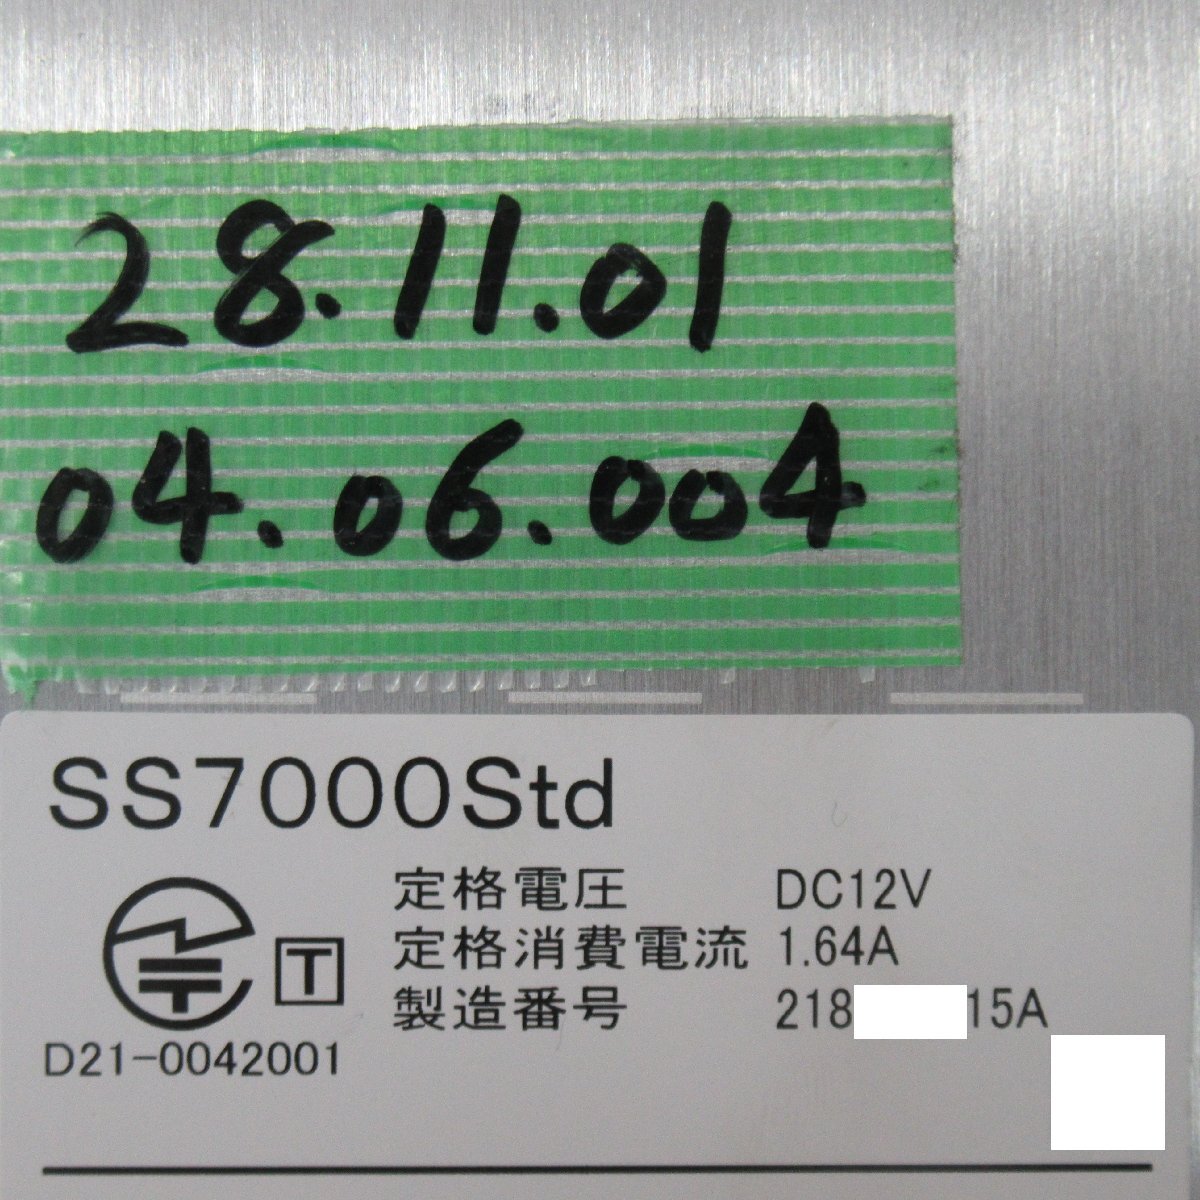 28.11.01
04.06.004
SS7000Std
定格電圧 DC12V
定格消費電流 1.64A
製造番号 218 15A
T
D21-0042001